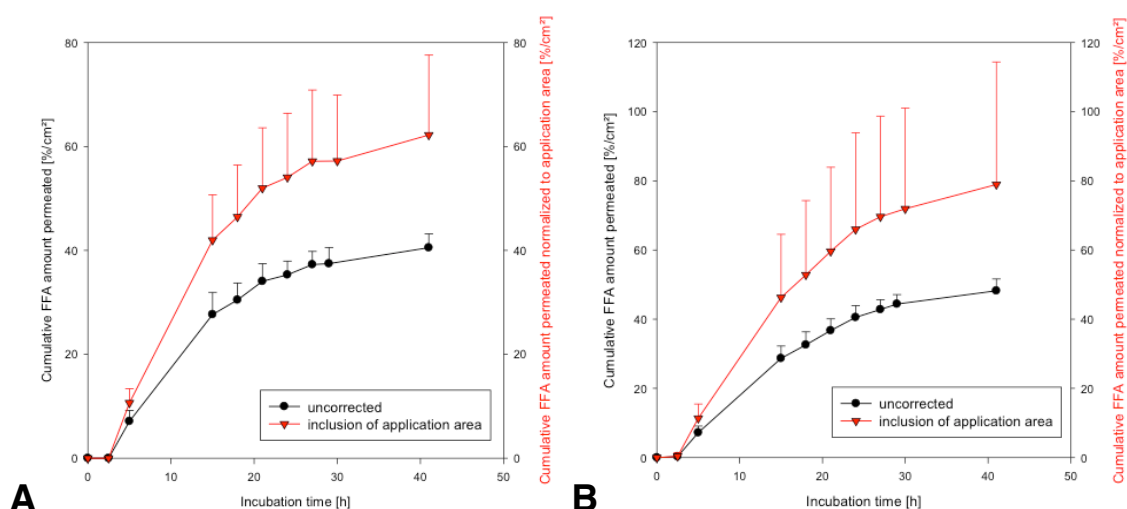 Cumulative FFA amount permeated [%/cm²]
80
60
40
20
0
80
60
40
20
0
Cumulative FFA amount permeated normalized to application area [%/cm²]
uncorrected
inclusion of application area
0 10 20 30 40 50
Incubation time [h]
A
Cumulative FFA amount permeated [%/cm²]
120
100
80
60
40
20
0
120
100
80
60
40
20
0
Cumulative FFA amount permeated normalized to application area [%/cm²]
uncorrected
inclusion of application area
0 10 20 30 40 50
Incubation time [h]
B